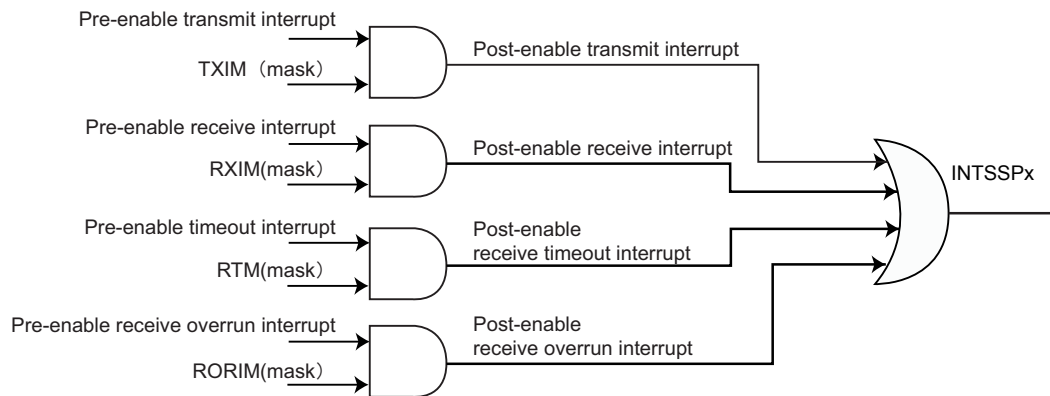 Pre-enable transmit interrupt
TXIM（mask）
Post-enable transmit interrupt
Pre-enable receive interrupt
RXIM(mask）
Post-enable receive interrupt
INTSSPx
Pre-enable timeout interrupt
RTM(mask）
Post-enable
receive timeout interrupt
Pre-enable receive overrun interrupt
RORIM(mask）
Post-enable
receive overrun interrupt